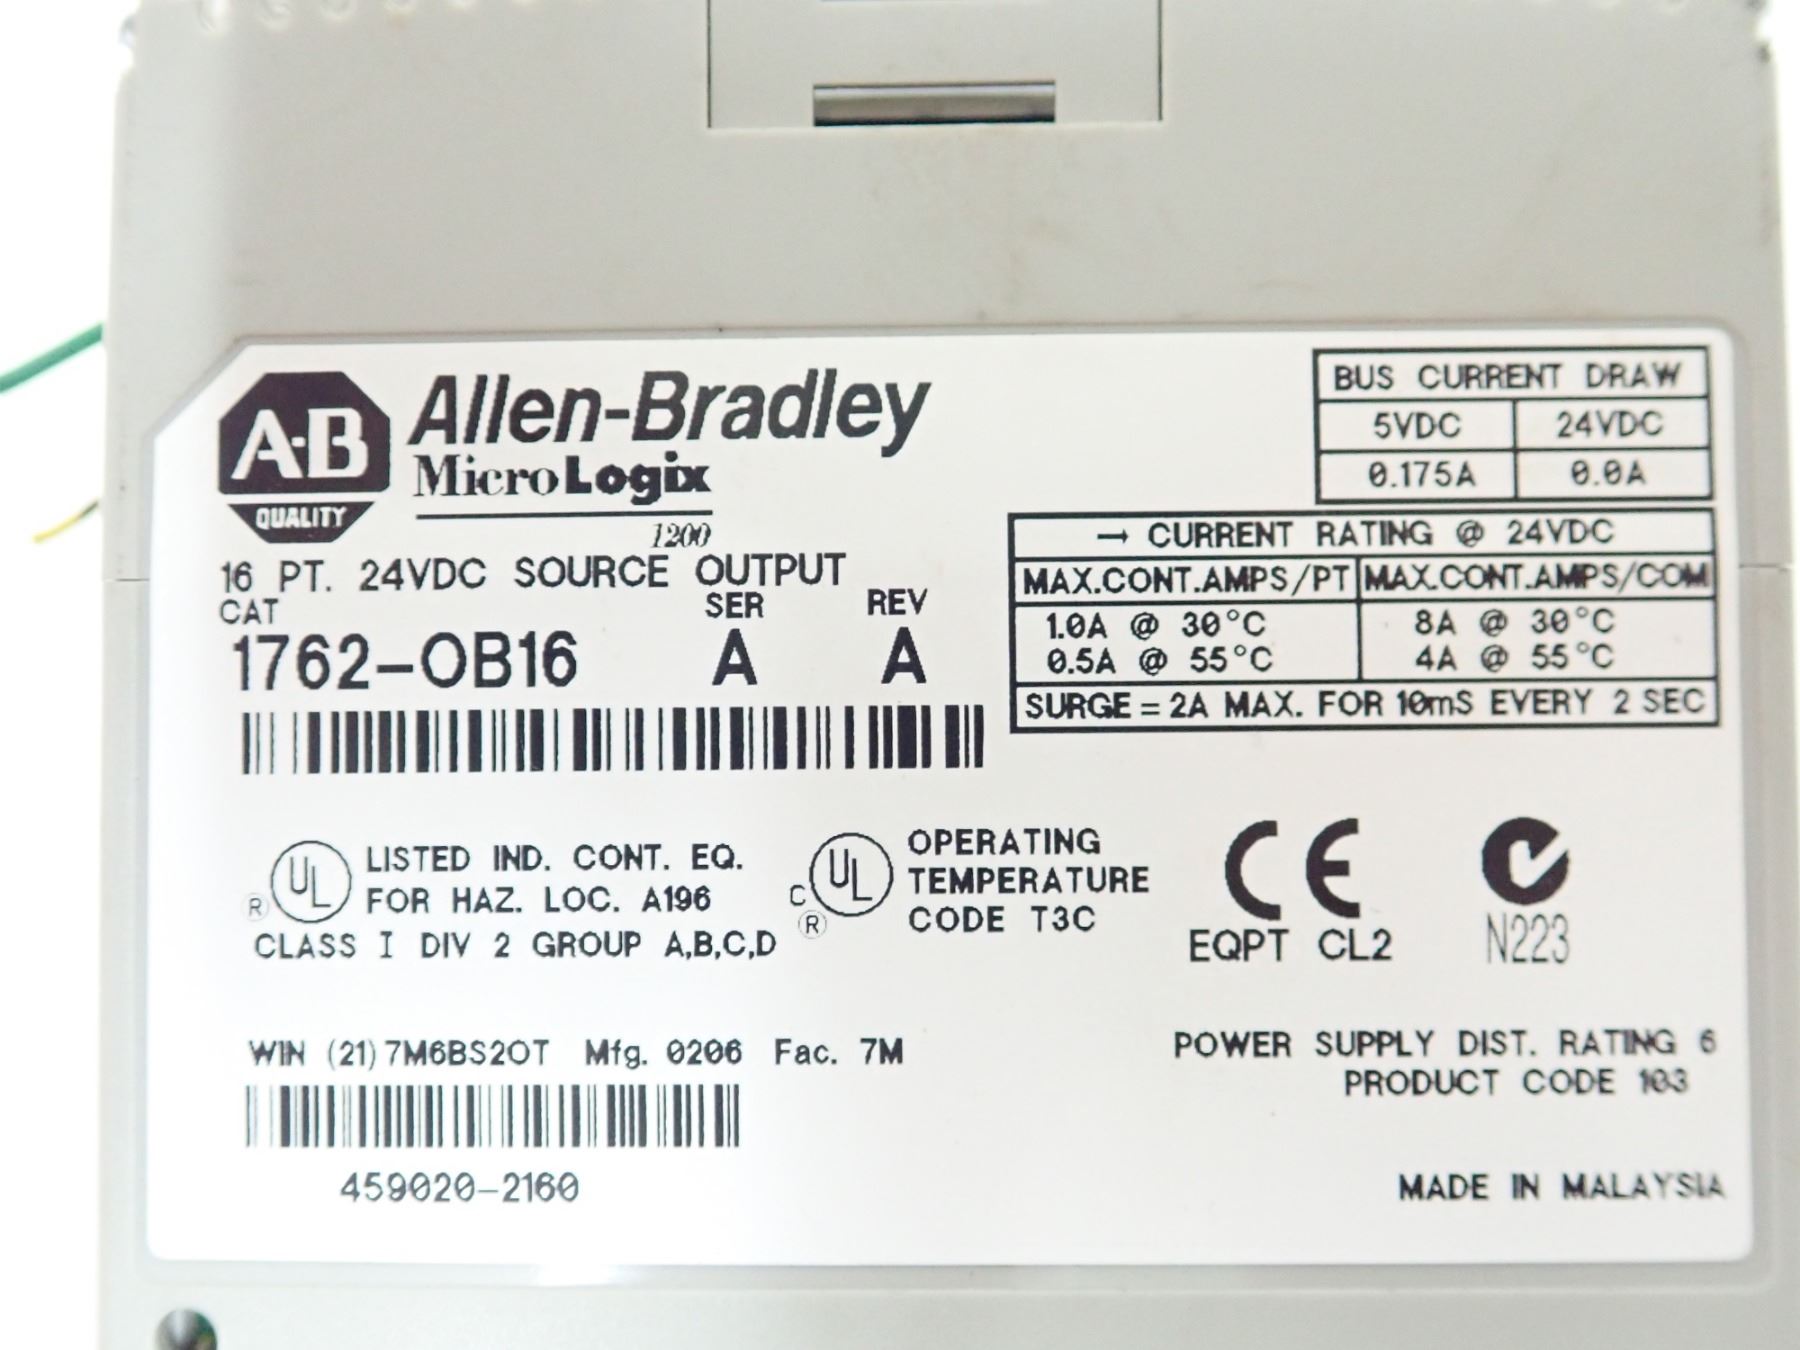 A-B
QUALITY
Allen-Bradley
MicroLogix
1200
16 PT. 24VDC SOURCE OUTPUT
CAT SER REV
1762-OB16 A A
BUS CURRENT DRAW
5VDC 24VDC
0.175A 0.0A
→ CURRENT RATING @ 24VDC
MAX.CONT.AMPS/PT MAX.CONT.AMPS/COM
1.0A @ 30°C 8A @ 30°C
0.5A @ 55°C 4A @ 55°C
SURGE = 2A MAX. FOR 10mS EVERY 2 SEC
UL ® LISTED IND. CONT. EQ.
FOR HAZ. LOC. A196
CLASS I DIV 2 GROUP A,B,C,D
C UL ® OPERATING
TEMPERATURE
CODE T3C
CE
EQPT CL2
N223
WIN (21) 7M6BS2OT Mfg. 0206 Fac. 7M
459020-2160
POWER SUPPLY DIST. RATING 6
PRODUCT CODE 103
MADE IN MALAYSIA